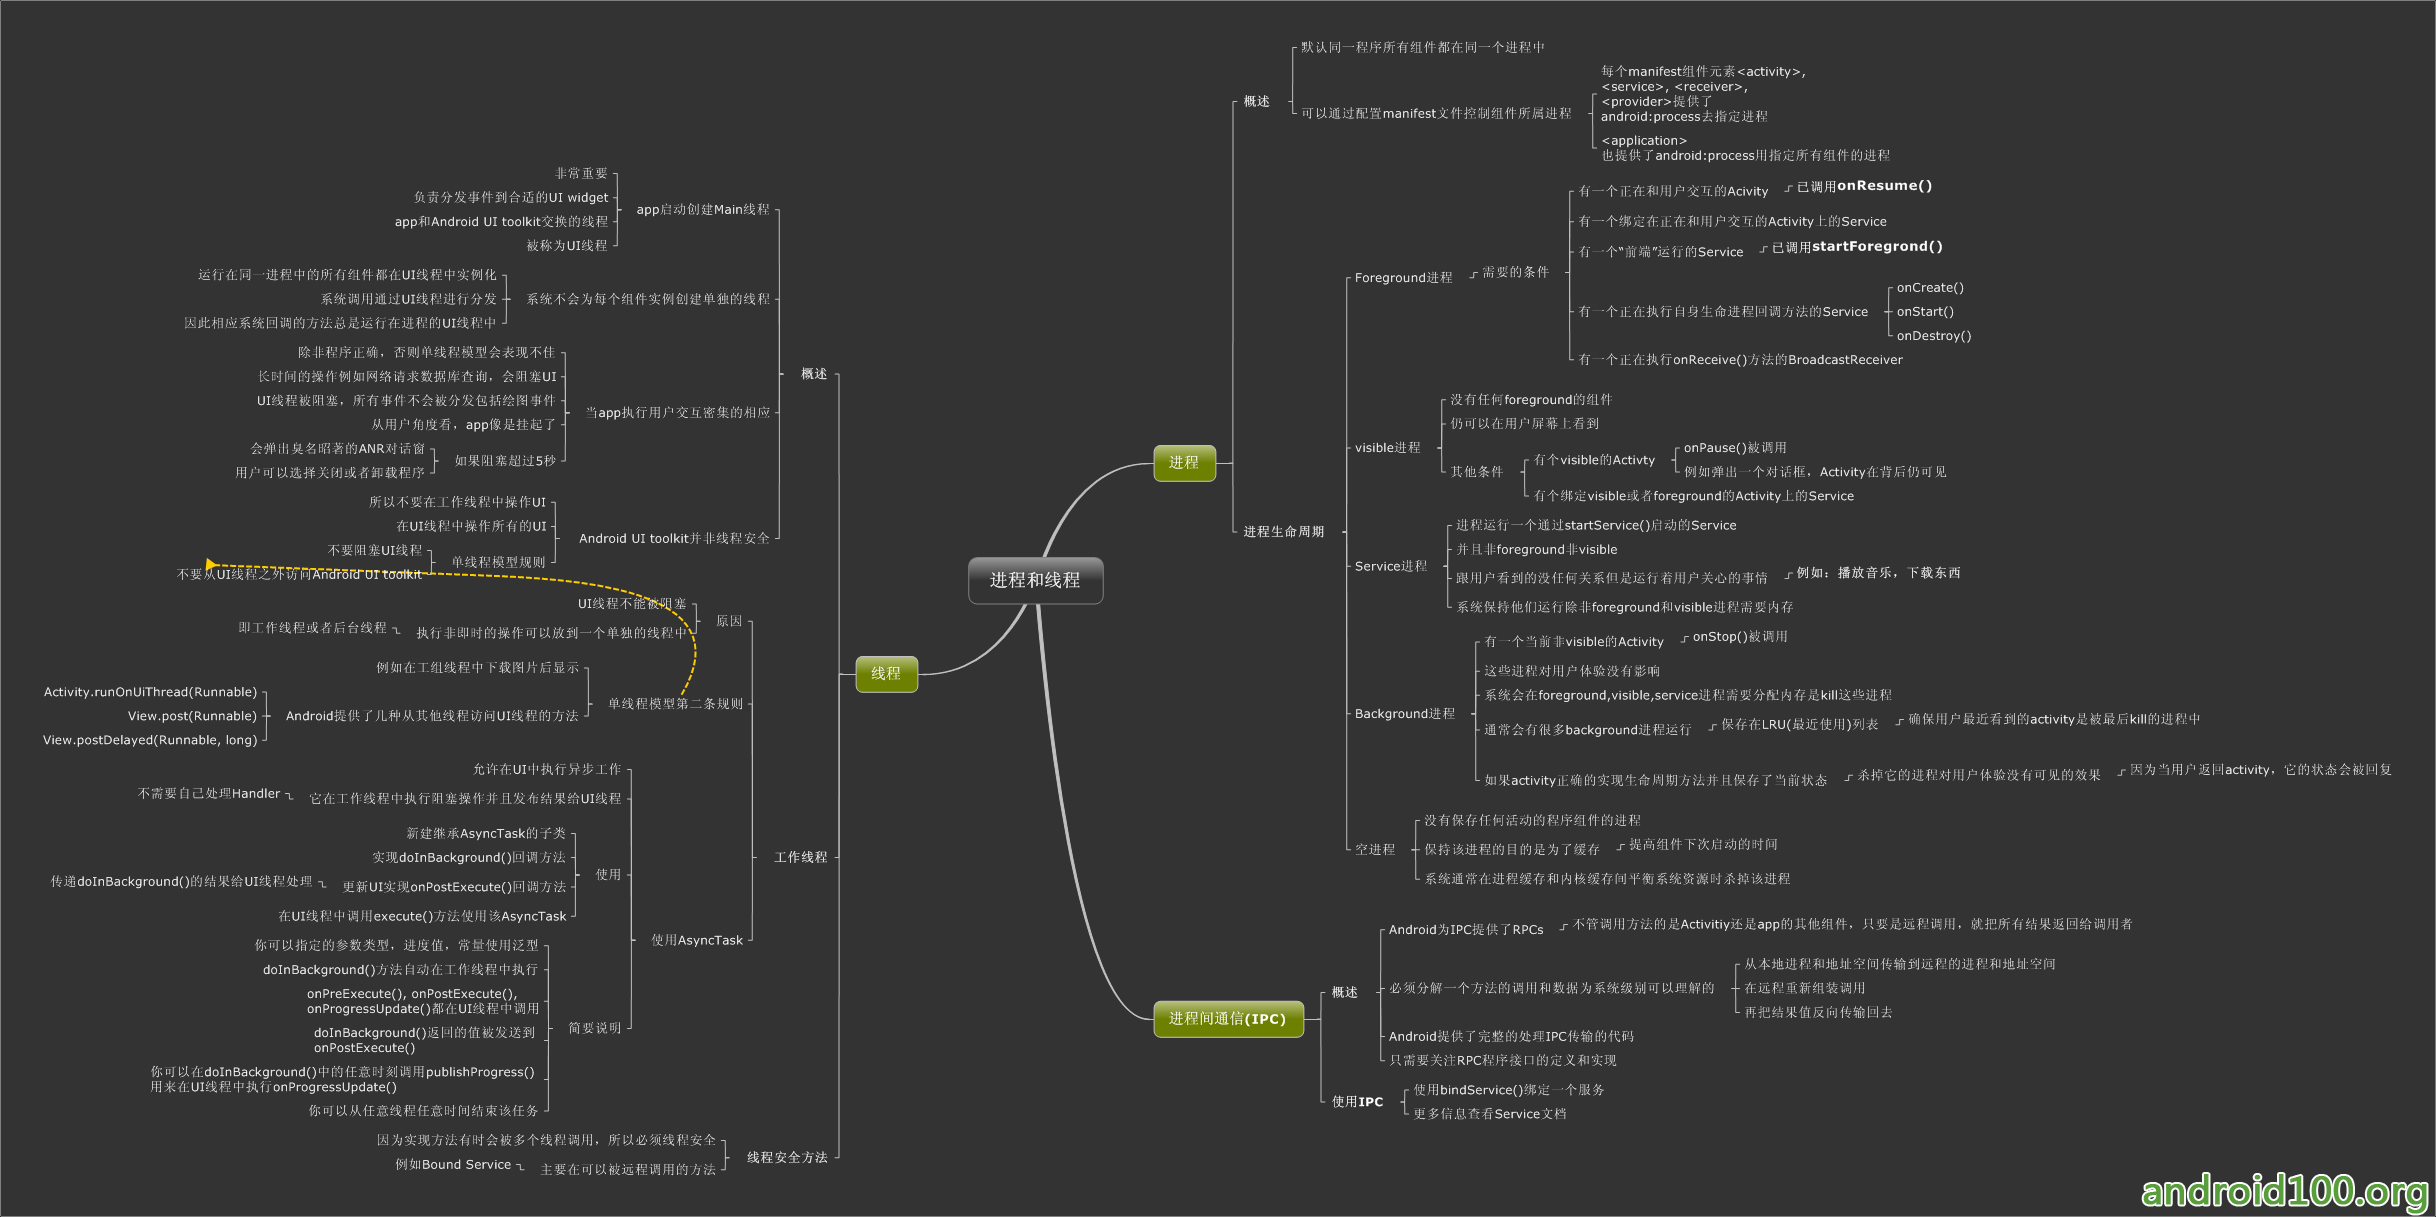 进程和线程
进程
概述
默认同一程序所有组件都在同一个进程中
可以通过配置manifest文件控制组件所属进程
每个manifest组件元素<activity>,
<service>, <receiver>,
<provider>提供了
android:process去指定进程
<application>
也提供了android:process用指定所有组件的进程
进程生命周期
Foreground进程
需要的条件
有一个正在和用户交互的Acivity
已调用onResume()
有一个绑定在正在和用户交互的Activity上的Service
有一个“前端”运行的Service
已调用startForegrond()
有一个正在执行自身生命进程回调方法的Service
onCreate()
onStart()
onDestroy()
有一个正在执行onReceive()方法的BroadcastReceiver
visible进程
没有任何foreground的组件
仍可以在用户屏幕上看到
其他条件
有个visible的Activty
onPause()被调用
例如弹出一个对话框，Activity在背后仍可见
有个绑定visible或者foreground的Activity上的Service
Service进程
进程运行一个通过startService()启动的Service
并且非foreground非visible
跟用户看到的没任何关系但是运行着用户关心的事情
例如：播放音乐，下载东西
系统保持他们运行除非foreground和visible进程需要内存
Background进程
有一个当前非visible的Activity
onStop()被调用
这些进程对用户体验没有影响
系统会在foreground,visible,service进程需要分配内存是kill这些进程
通常会有很多background进程运行
保存在LRU(最近使用)列表
确保用户最近看到的activity是被最后kill的进程中
如果activity正确的实现生命周期方法并且保存了当前状态
杀掉它的进程对用户体验没有可见的效果
因为当用户返回activity，它的状态会被回复
空进程
没有保存任何活动的程序组件的进程
保持该进程的目的是为了缓存
提高组件下次启动的时间
系统通常在进程缓存和内核缓存间平衡系统资源时杀掉该进程
进程间通信(IPC)
概述
Android为IPC提供了RPCs
不管调用方法的是Activitiy还是app的其他组件，只要是远程调用，就把所有结果返回给调用者
必须分解一个方法的调用和数据为系统级别可以理解的
从本地进程和地址空间传输到远程的进程和地址空间
在远程重新组装调用
再把结果值反向传输回去
Android提供了完整的处理IPC传输的代码
只需要关注RPC程序接口的定义和实现
使用IPC
使用bindService()绑定一个服务
更多信息查看Service文档
线程
概述
app启动创建Main线程
非常重要
负责分发事件到合适的UI widget
app和Android UI toolkit交换的线程
被称为UI线程
系统不会为每个组件实例创建单独的线程
运行在同一进程中的所有组件都在UI线程中实例化
系统调用通过UI线程进行分发
因此相应系统回调的方法总是运行在进程的UI线程中
当app执行用户交互密集的相应
除非程序正确，否则单线程模型会表现不佳
长时间的操作例如网络请求数据库查询，会阻塞UI
UI线程被阻塞，所有事件不会被分发包括绘图事件
从用户角度看，app像是挂起了
如果阻塞超过5秒
会弹出臭名昭著的ANR对话窗
用户可以选择关闭或者卸载程序
Android UI toolkit并非线程安全
所以不要在工作线程中操作UI
在UI线程中操作所有的UI
单线程模型规则
不要阻塞UI线程
不要从UI线程之外访问Android UI toolkit
工作线程
原因
UI线程不能被阻塞
执行非即时的操作可以放到一个单独的线程中
即工作线程或者后台线程
单线程模型第二条规则
例如在工组线程中下载图片后显示
Android提供了几种从其他线程访问UI线程的方法
Activity.runOnUiThread(Runnable)
View.post(Runnable)
View.postDelayed(Runnable, long)
使用AsyncTask
允许在UI中执行异步工作
它在工作线程中执行阻塞操作并且发布结果给UI线程
不需要自己处理Handler
使用
新建继承AsyncTask的子类
实现doInBackground()回调方法
更新UI实现onPostExecute()回调方法
传递doInBackground()的结果给UI线程处理
在UI线程中调用execute()方法使用该AsyncTask
简要说明
你可以指定的参数类型，进度值，常量使用泛型
doInBackground()方法自动在工作线程中执行
onPreExecute(), onPostExecute(),
onProgressUpdate()都在UI线程中调用
doInBackground()返回的值被发送到
onPostExecute()
你可以在doInBackground()中的任意时刻调用publishProgress()
用来在UI线程中执行onProgressUpdate()
你可以从任意线程任意时间结束该任务
线程安全方法
因为实现方法有时会被多个线程调用，所以必须线程安全
主要在可以被远程调用的方法
例如Bound Service
android100.org